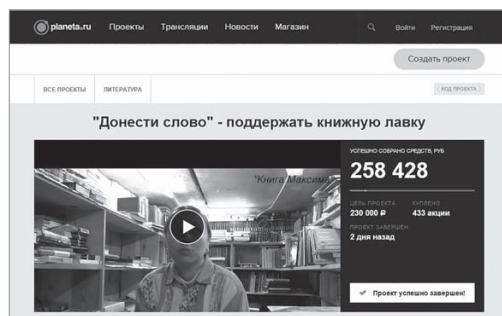 planeta.ru Проекты Трансляции Новости Магазин Войти Регистрация
Создать проект
ВСЕ ПРОЕКТЫ ЛИТЕРАТУРА КОД ПРОЕКТА
"Донести слово" - поддержать книжную лавку
УСПЕШНО СОБРАНО СРЕДСТВ, РУБ
"Книга Максима
258 428
ЦЕЛЬ ПРОЕКТА КУПЛЕНО
230 000 ₽ 433 акции
ПРОЕКТ ЗАВЕРШЕН
2 дня назад
Проект успешно завершен!